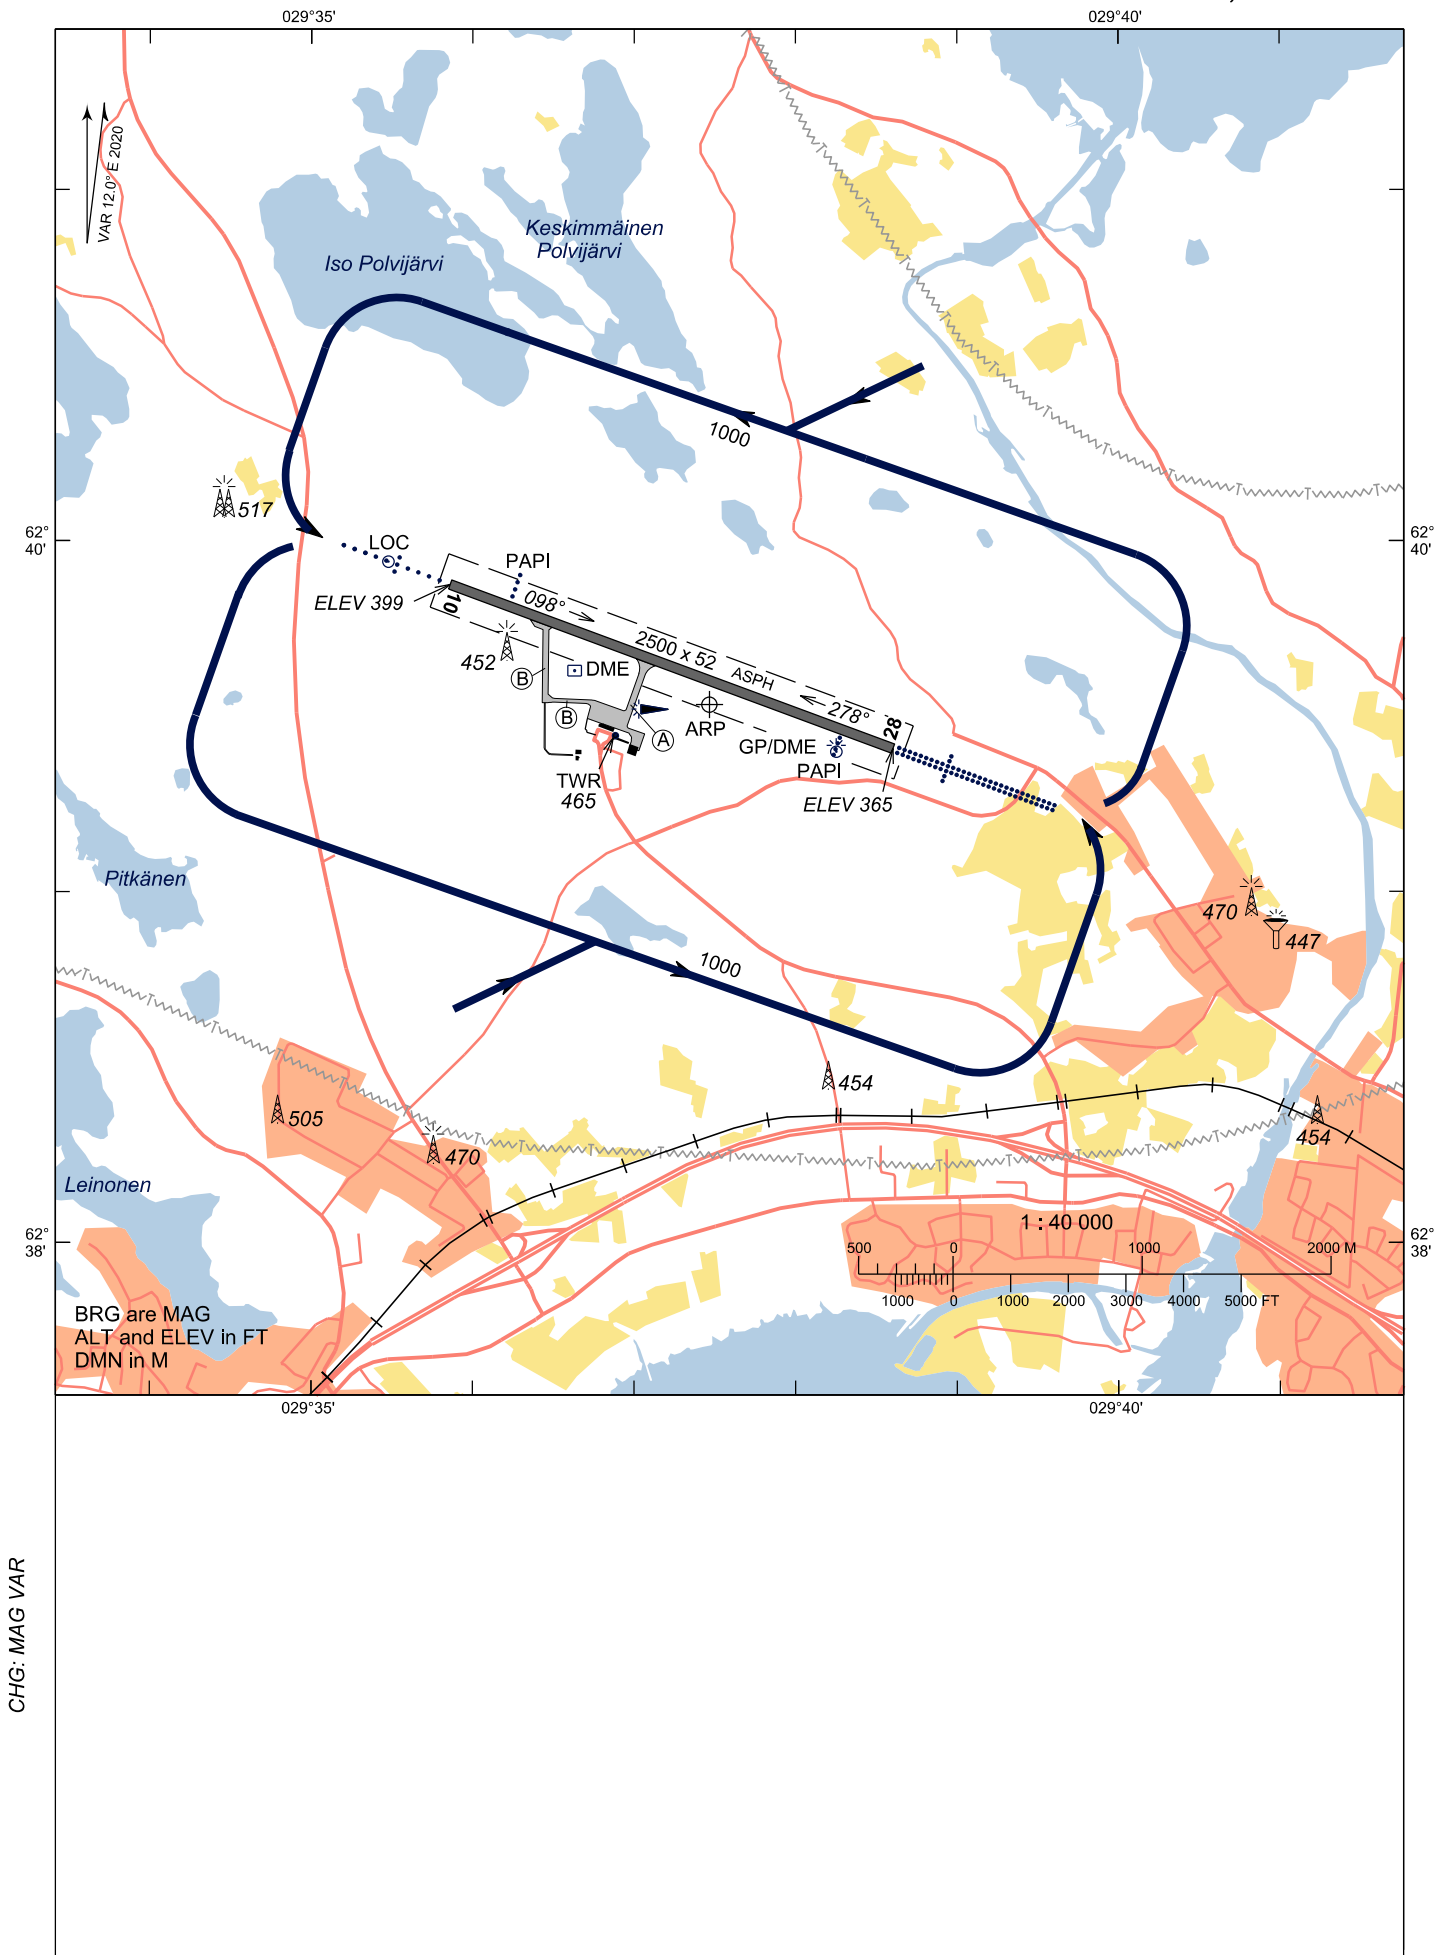 029°35'
029°40'
VAR 12.0° E 2020
Keskimmäinen
Polvijärvi
Iso Polvijärvi
1000
517
62°
40'
62°
40'
LOC
PAPI
ELEV 399
10
098°
2500 x 52
ASPH
452
DME
B
278°
28
B
A
ARP
GP/DME
PAPI
TWR
465
ELEV 365
Pitkänen
470
447
1000
454
505
470
454
Leinonen
62°
38'
62°
38'
1 : 40 000
500
0
1000
2000 M
1000
0
1000
2000
3000
4000
5000 FT
BRG are MAG
ALT and ELEV in FT
DMN in M
029°35'
029°40'
CHG: MAG VAR